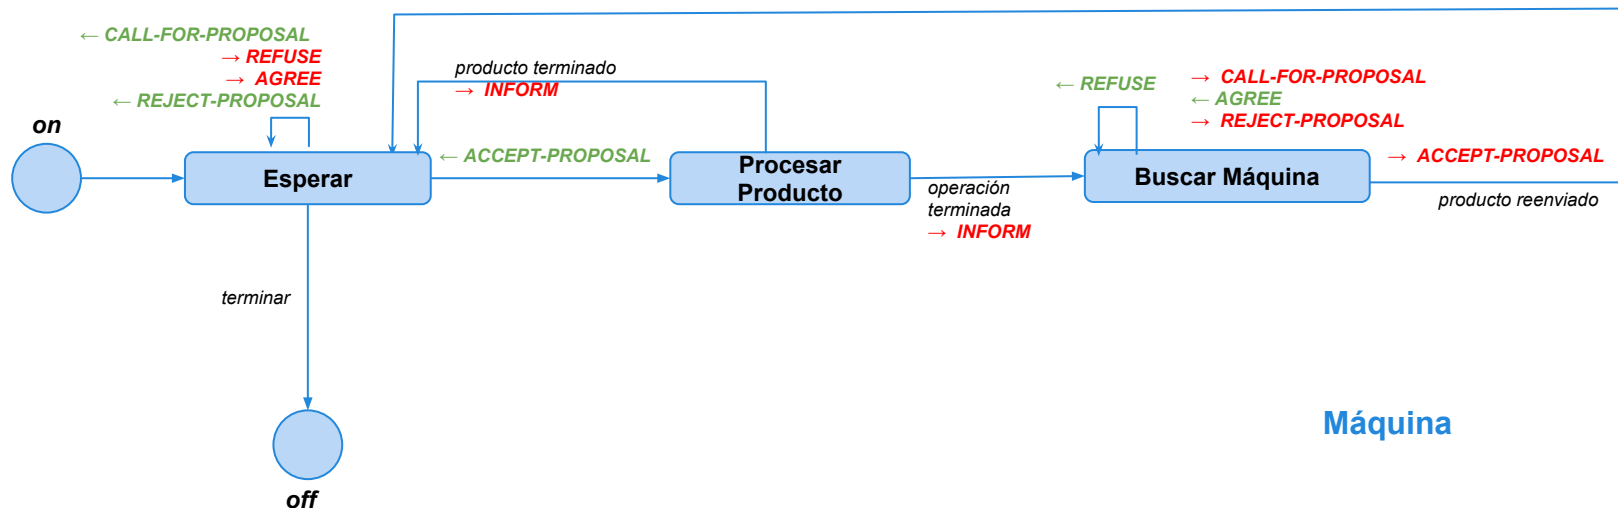 ← CALL-FOR-PROPOSAL
→ REFUSE
→ AGREE
← REJECT-PROPOSAL
on
Esperar
producto terminado
→ INFORM
← ACCEPT-PROPOSAL
Procesar
Producto
operación
terminada
→ INFORM
← REFUSE
→ CALL-FOR-PROPOSAL
← AGREE
→ REJECT-PROPOSAL
Buscar Máquina
→ ACCEPT-PROPOSAL
producto reenviado
terminar
off
Máquina